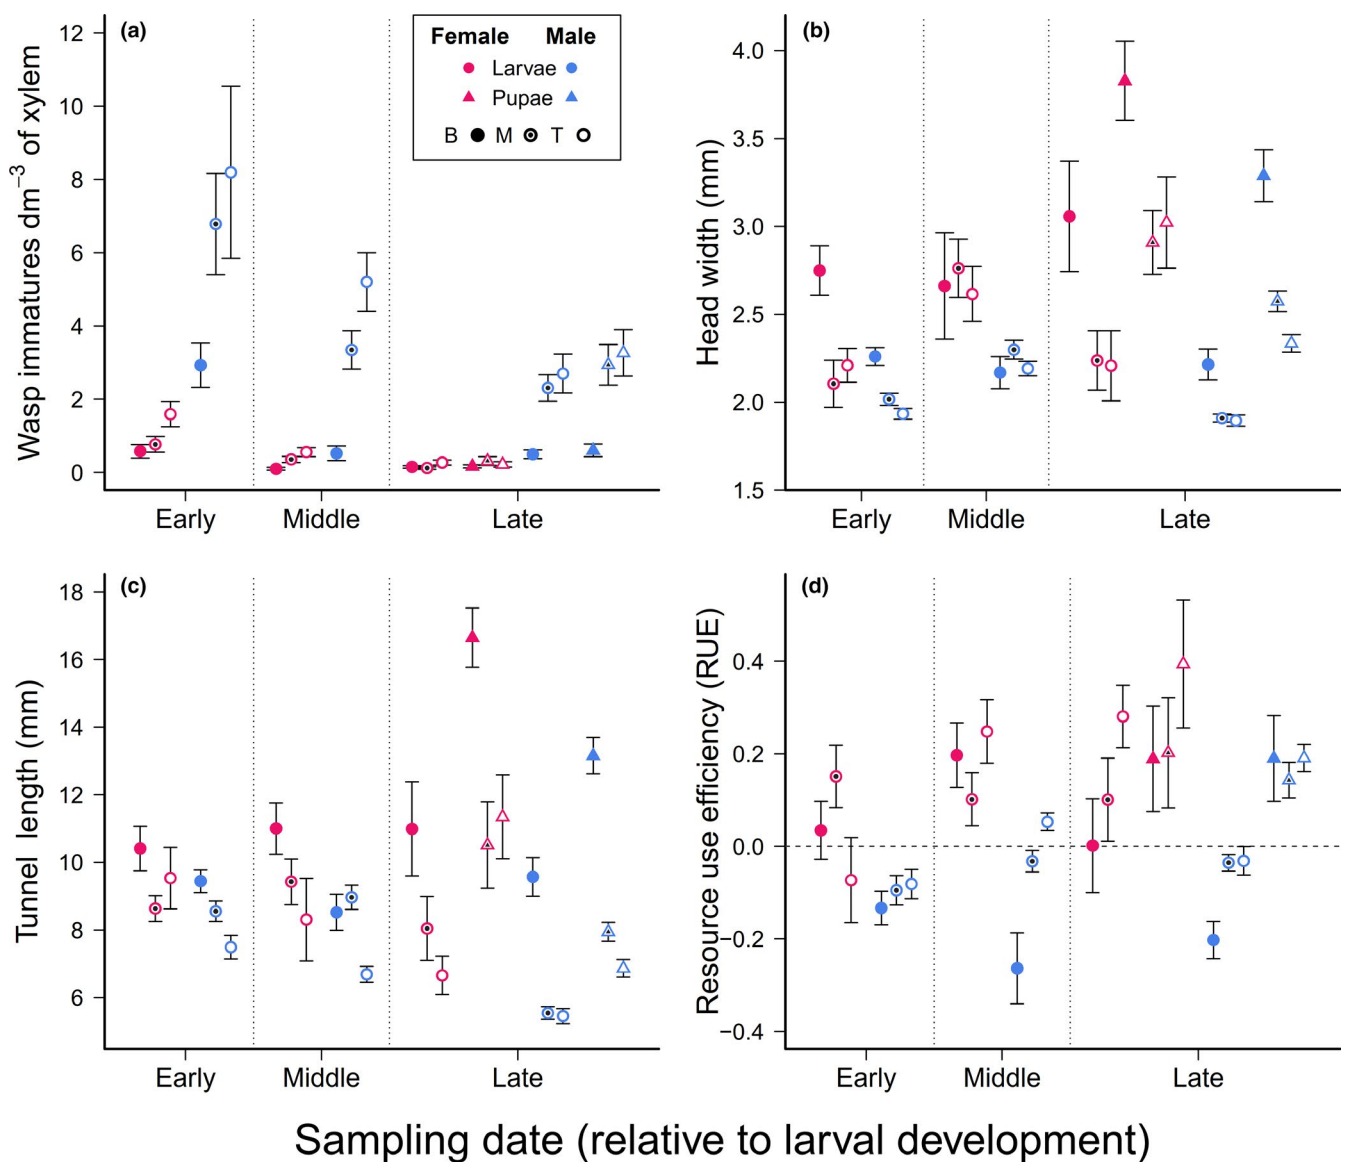 (a)
Wasp immatures dm⁻³ of xylem
12
10
8
6
4
2
0
Female Male
Larvae
Pupae
B M T
Early Middle Late
(b)
Head width (mm)
4.0
3.5
3.0
2.5
2.0
1.5
Early Middle Late
(c)
Tunnel length (mm)
18
16
14
12
10
8
6
Early Middle Late
(d)
Resource use efficiency (RUE)
0.4
0.2
0.0
−0.2
−0.4
Early Middle Late
Sampling date (relative to larval development)